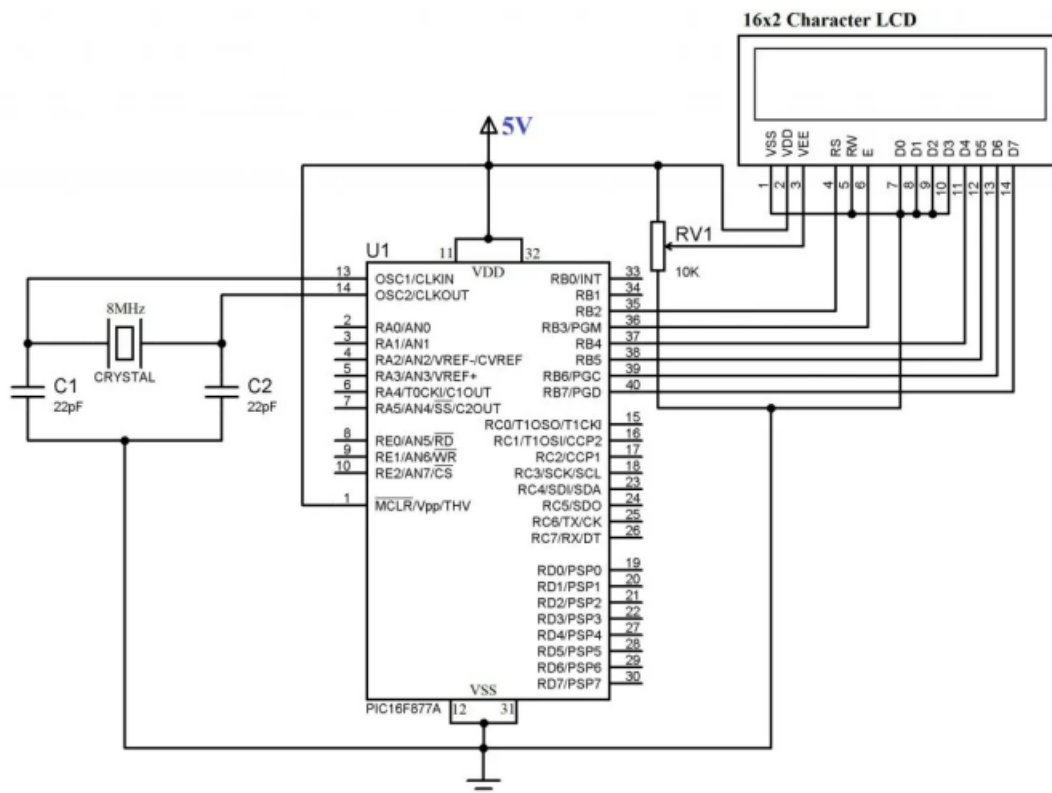 16x2 Character LCD
VSS VDD VEE RS RW E D0 D1 D2 D3 D4 D5 D6 D7
1 2 3 4 5 6 7 8 9 10 11 12 13 14
5V
RV1
10K
U1
11 32
VDD
13 OSC1/CLKIN
14 OSC2/CLKOUT
8MHz
CRYSTAL
C1
22pF
C2
22pF
2 RA0/AN0
3 RA1/AN1
4 RA2/AN2/VREF-/CVREF
5 RA3/AN3/VREF+
6 RA4/T0CKI/C1OUT
7 RA5/AN4/SS/C2OUT
8 RE0/AN5/RD
9 RE1/AN6/WR
10 RE2/AN7/CS
1 MCLR/Vpp/THV
RB0/INT 33
RB1 34
RB2 35
RB3/PGM 36
RB4 37
RB5 38
RB6/PGC 39
RB7/PGD 40
RC0/T1OSO/T1CKI 15
RC1/T1OSI/CCP2 16
RC2/CCP1 17
RC3/SCK/SCL 18
RC4/SDI/SDA 23
RC5/SDO 24
RC6/TX/CK 25
RC7/RX/DT 26
RD0/PSP0 19
RD1/PSP1 20
RD2/PSP2 21
RD3/PSP3 22
RD4/PSP4 27
RD5/PSP5 28
RD6/PSP6 29
RD7/PSP7 30
VSS
PIC16F877A 12 31